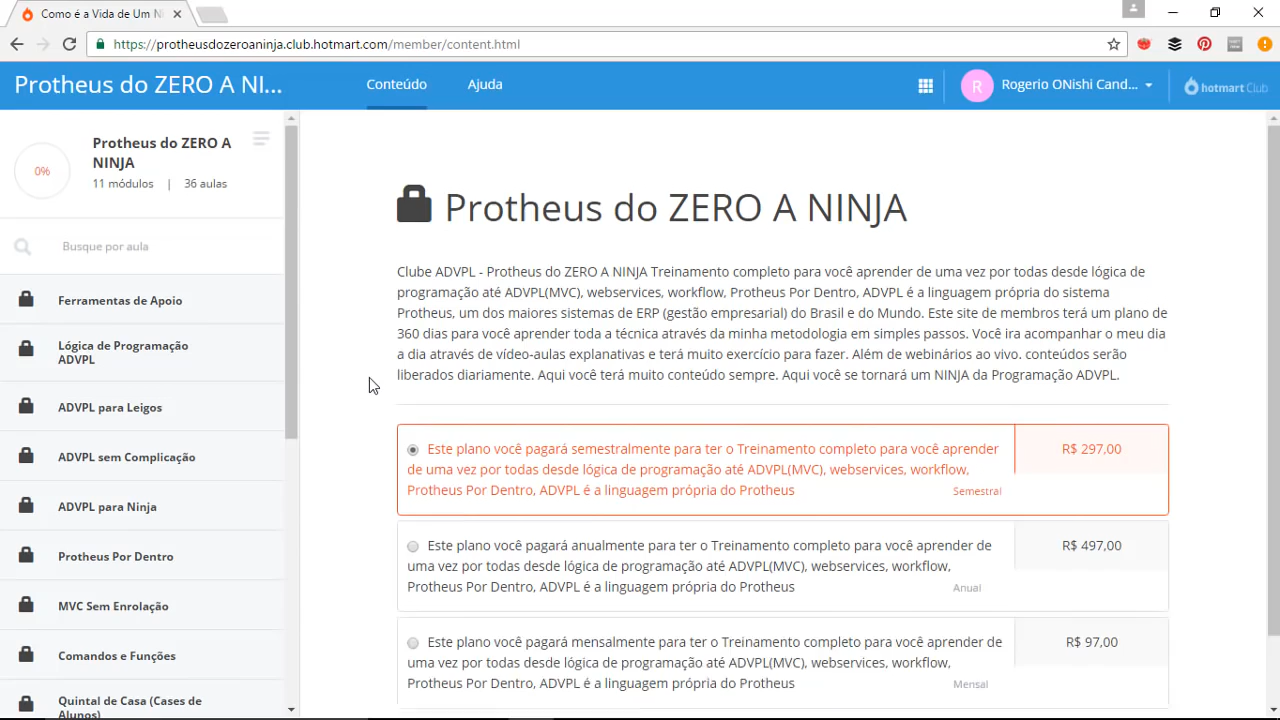 Como é a Vida de Um Ni
https://protheusdozeroaninja.club.hotmart.com/member/content.html
Protheus do ZERO A NI...
Conteúdo
Ajuda
R
Rogerio ONishi Cand...
hotmart Club
0%
Protheus do ZERO A
NINJA
11 módulos | 36 aulas
Busque por aula
Ferramentas de Apoio
Lógica de Programação
ADVPL
ADVPL para Leigos
ADVPL sem Complicação
ADVPL para Ninja
Protheus Por Dentro
MVC Sem Enrolação
Comandos e Funções
Quintal de Casa (Cases de
Alunos)
Protheus do ZERO A NINJA
Clube ADVPL - Protheus do ZERO A NINJA Treinamento completo para você aprender de uma vez por todas desde lógica de
programação até ADVPL(MVC), webservices, workflow, Protheus Por Dentro, ADVPL é a linguagem própria do sistema
Protheus, um dos maiores sistemas de ERP (gestão empresarial) do Brasil e do Mundo. Este site de membros terá um plano de
360 dias para você aprender toda a técnica através da minha metodologia em simples passos. Você ira acompanhar o meu dia
a dia através de vídeo-aulas explanativas e terá muito exercício para fazer. Além de webinários ao vivo. conteúdos serão
liberados diariamente. Aqui você terá muito conteúdo sempre. Aqui você se tornará um NINJA da Programação ADVPL.
Este plano você pagará semestralmente para ter o Treinamento completo para você aprender
de uma vez por todas desde lógica de programação até ADVPL(MVC), webservices, workflow,
Protheus Por Dentro, ADVPL é a linguagem própria do Protheus
Semestral
R$ 297,00
Este plano você pagará anualmente para ter o Treinamento completo para você aprender de
uma vez por todas desde lógica de programação até ADVPL(MVC), webservices, workflow,
Protheus Por Dentro, ADVPL é a linguagem própria do Protheus
Anual
R$ 497,00
Este plano você pagará mensalmente para ter o Treinamento completo para você aprender de
uma vez por todas desde lógica de programação até ADVPL(MVC), webservices, workflow,
Protheus Por Dentro, ADVPL é a linguagem própria do Protheus
Mensal
R$ 97,00